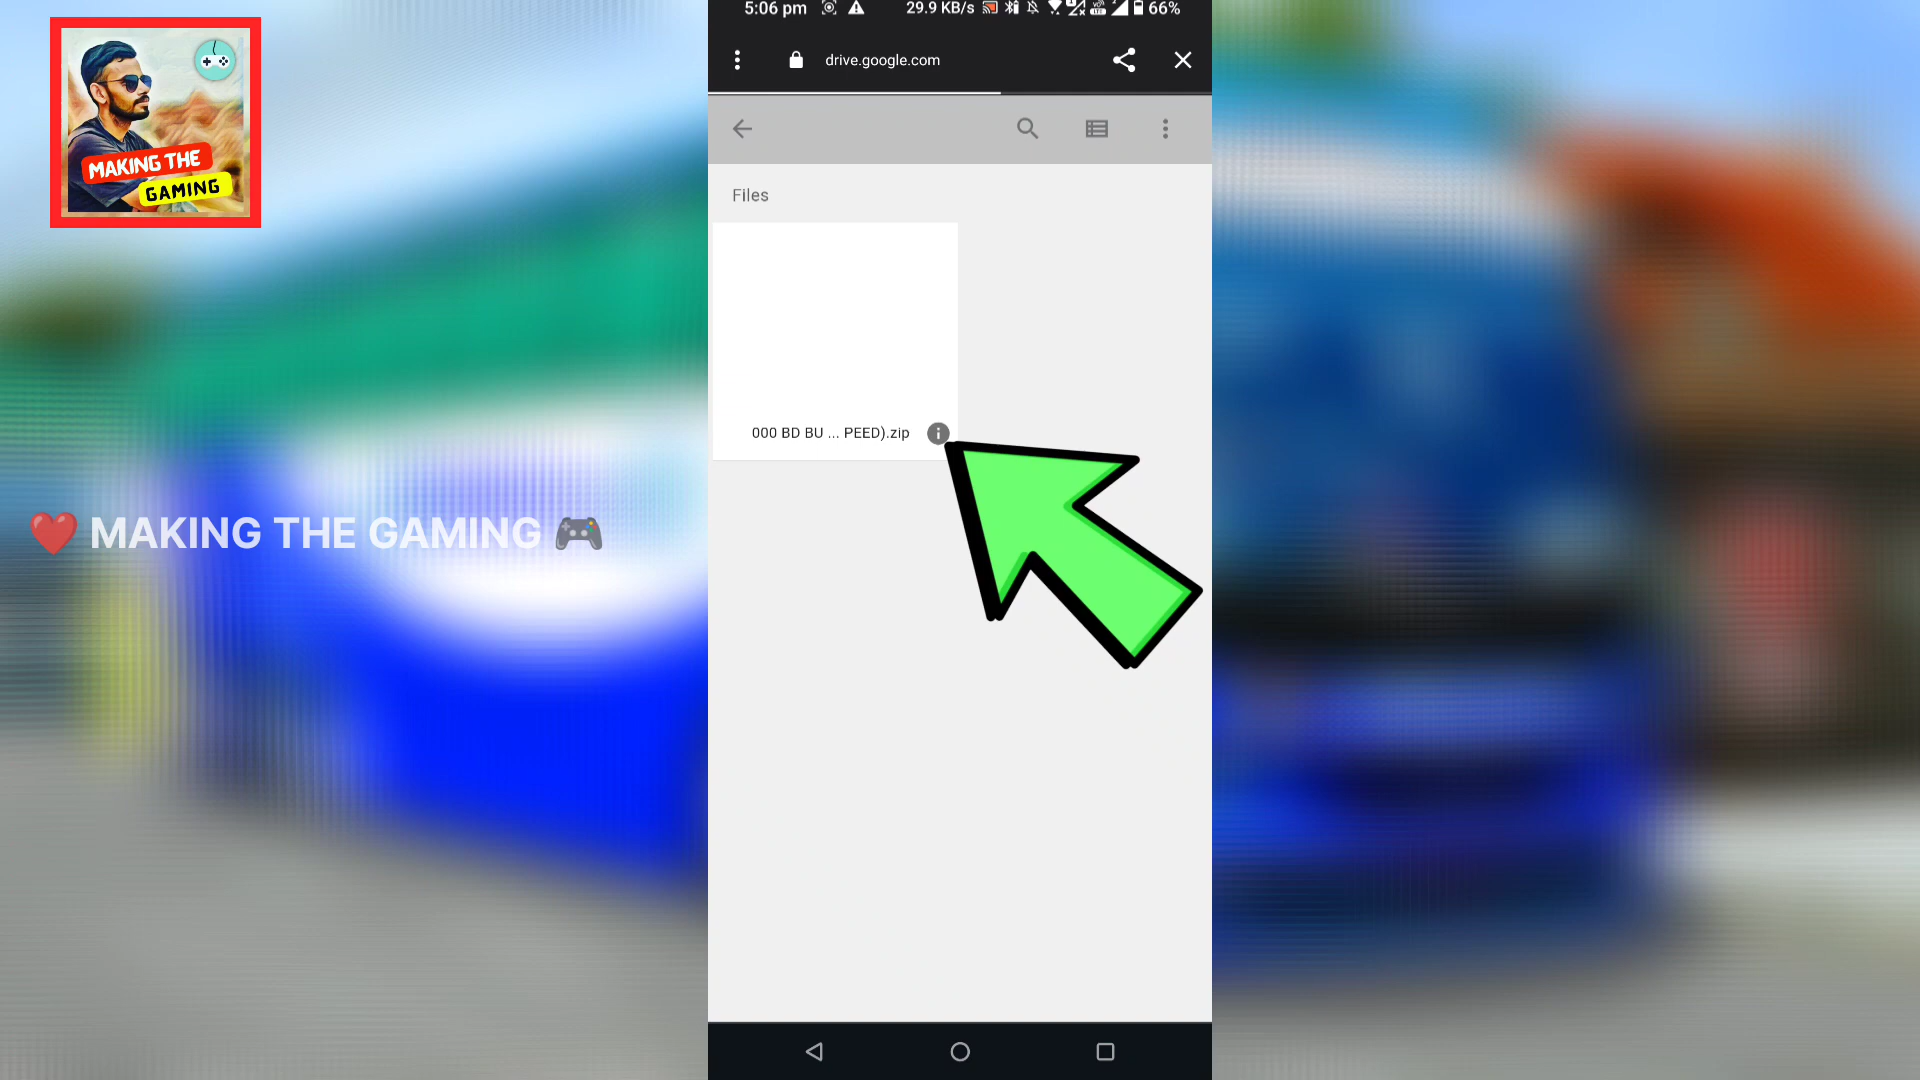 MAKING THE
GAMING
❤️ MAKING THE GAMING 🎮
5:06 pm 29.9 KB/s 66%
drive.google.com
Files
000 BD BU ... PEED).zip